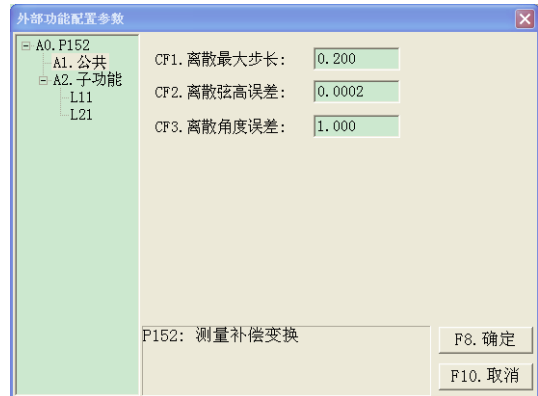 外部功能配置参数
A0.P152
A1.公共
A2.子功能
L11
L21
CF1.离散最大步长: 0.200
CF2.离散弦高误差: 0.0002
CF3.离散角度误差: 1.000
P152: 测量补偿变换
F8.确定
F10.取消